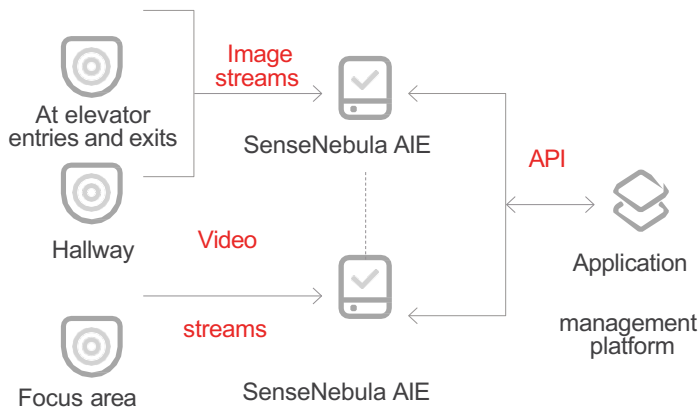 Image
streams
At elevator
entries and exits
SenseNebula AIE
API
Hallway
Video
Application
streams
management
platform
Focus area
SenseNebula AIE